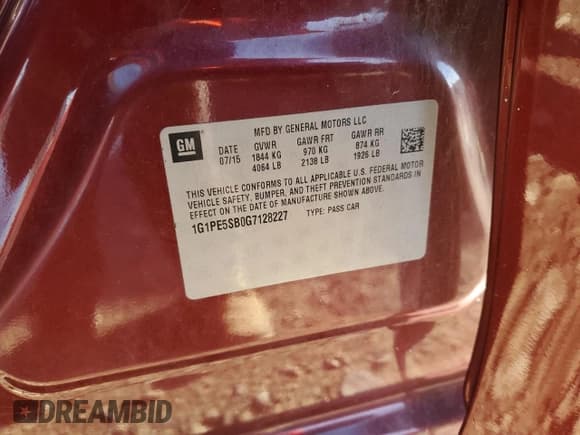 MFD BY GENERAL MOTORS LLC
GM DATE GVWR GAWR FRT GAWR RR
07/15 1844 KG 970 KG 874 KG
4064 LB 2138 LB 1926 LB
THIS VEHICLE CONFORMS TO ALL APPLICABLE U.S. FEDERAL MOTOR
VEHICLE SAFETY, BUMPER, AND THEFT PREVENTION STANDARDS IN
EFFECT ON THE DATE OF MANUFACTURE SHOWN ABOVE.
1G1PE5SB0G7128227 TYPE: PASS CAR
DREAMBID